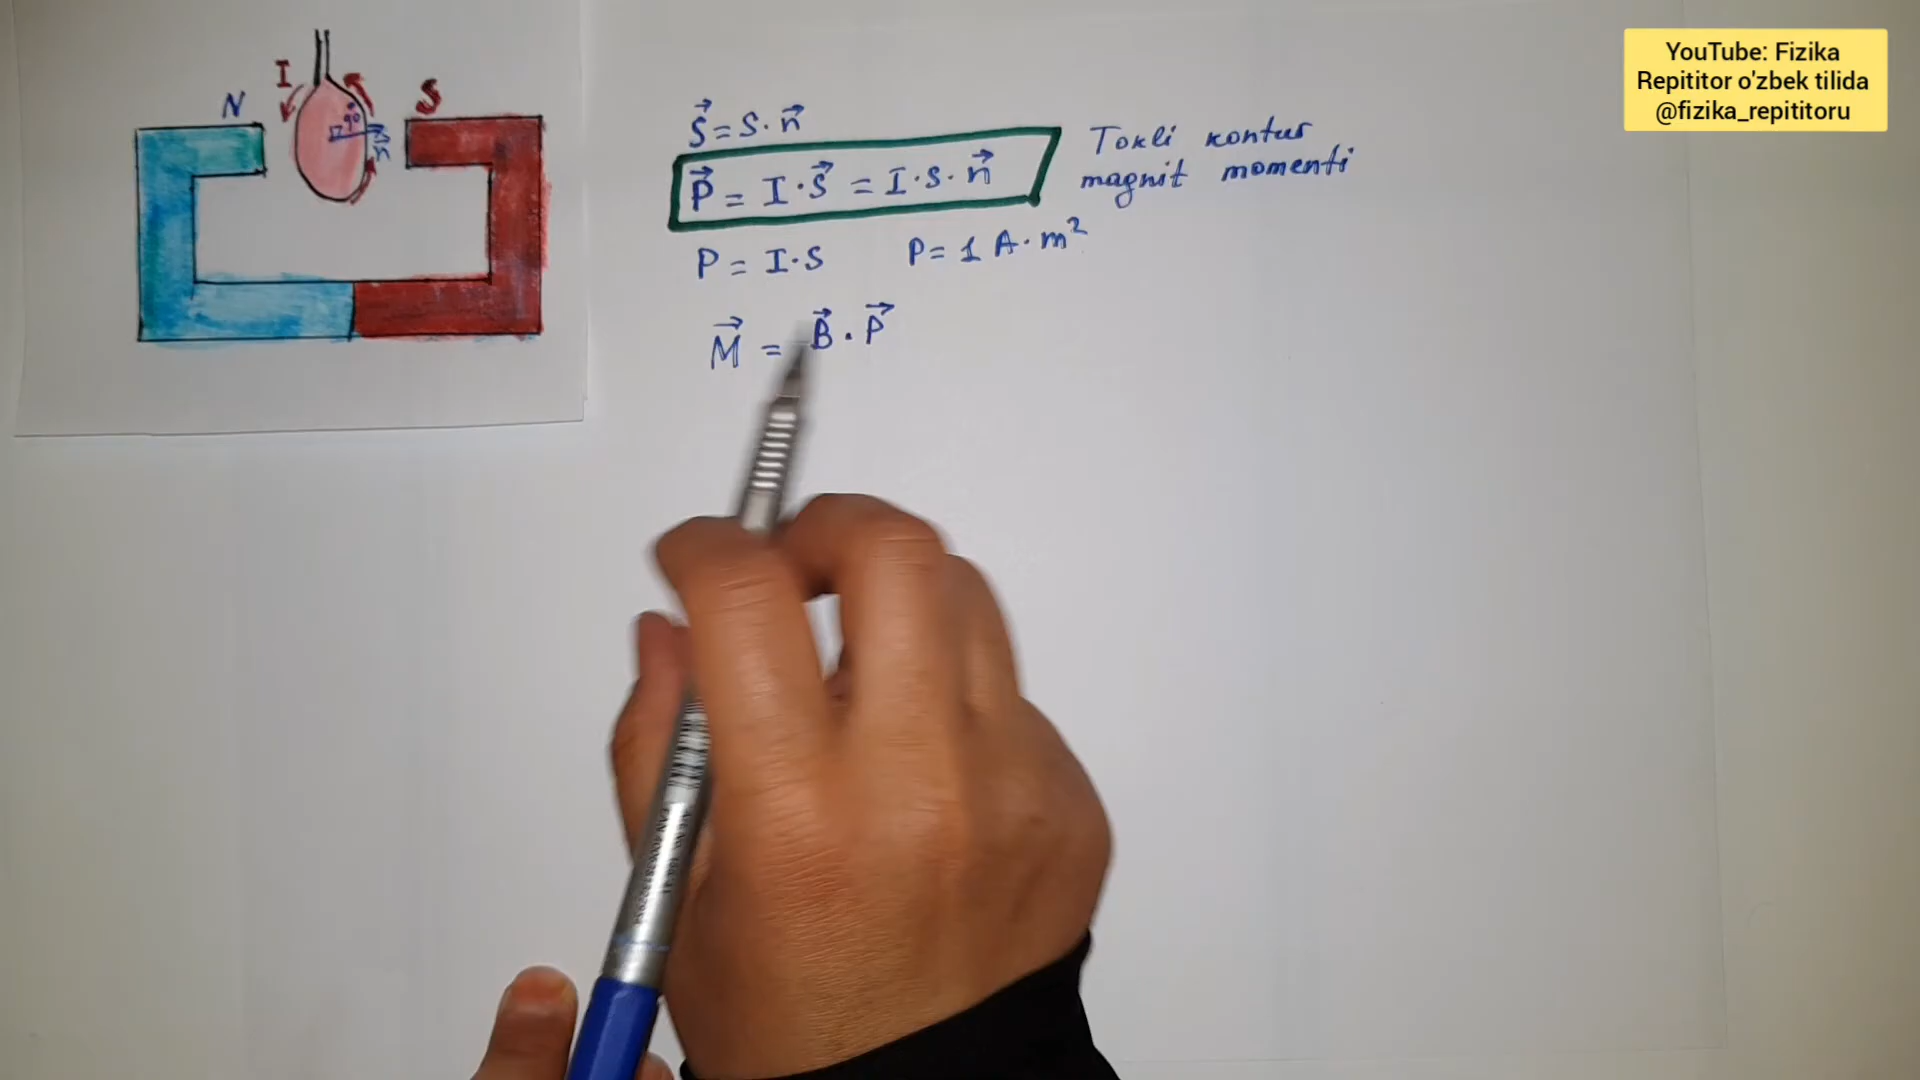 YouTube: Fizika
Repititor o'zbek tilida
@fizika_repititoru
I
N
S
90°
n⃗
S⃗ = S · n⃗
P⃗ = I · S⃗ = I · S · n⃗
Tokli kontur
magnit momenti
P = I · S
P = 1 A · m²
M⃗ = B⃗ · P⃗